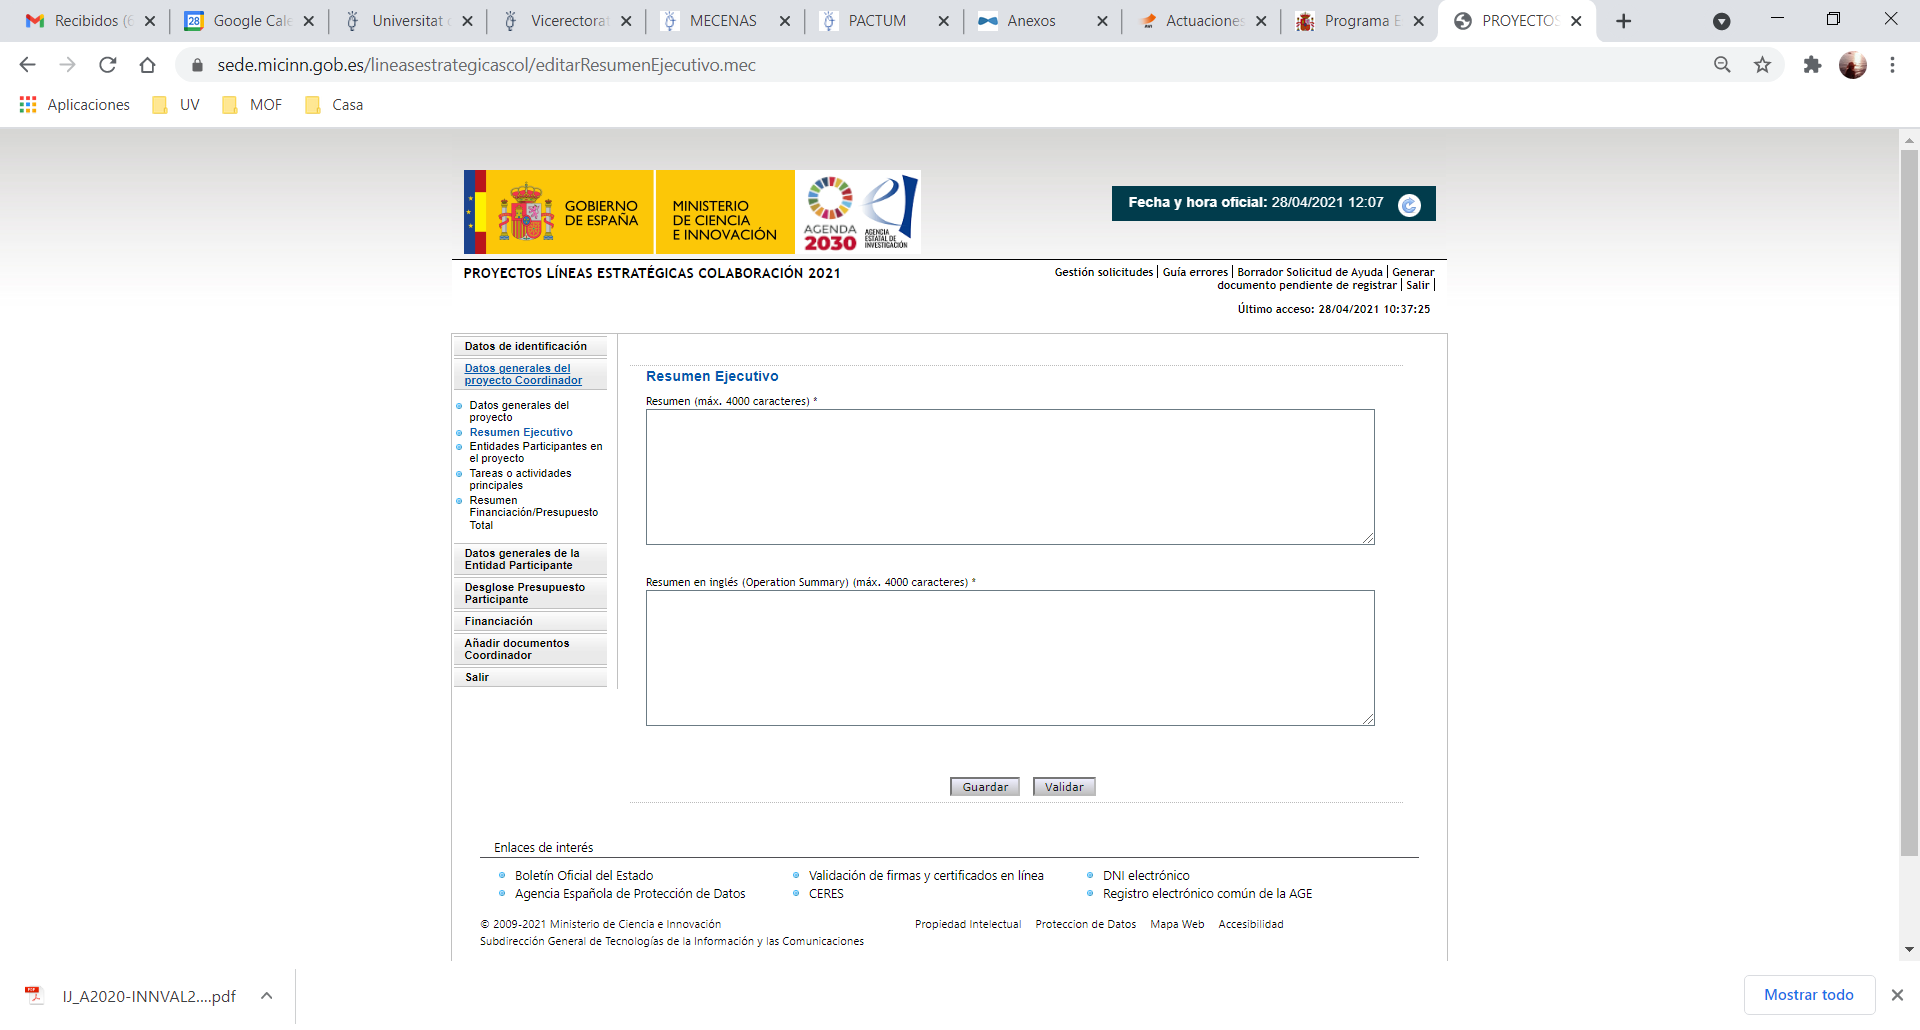 Recibidos (6
Google Cale
Universitat d
Vicerectorat
MECENAS
PACTUM
Anexos
Actuaciones
Programa E
PROYECTOS
sede.micinn.gob.es/lineasestrategicascol/editarResumenEjecutivo.mec
Aplicaciones
UV
MOF
Casa
GOBIERNO
DE ESPAÑA
MINISTERIO
DE CIENCIA
E INNOVACIÓN
AGENDA
2030
AGENCIA
ESTATAL DE
INVESTIGACIÓN
Fecha y hora oficial: 28/04/2021 12:07
PROYECTOS LÍNEAS ESTRATÉGICAS COLABORACIÓN 2021
Gestión solicitudes | Guía errores | Borrador Solicitud de Ayuda | Generar
documento pendiente de registrar | Salir |
Último acceso: 28/04/2021 10:37:25
Datos de identificación
Datos generales del
proyecto Coordinador
Datos generales del
proyecto
Resumen Ejecutivo
Entidades Participantes en
el proyecto
Tareas o actividades
principales
Resumen
Financiación/Presupuesto
Total
Datos generales de la
Entidad Participante
Desglose Presupuesto
Participante
Financiación
Añadir documentos
Coordinador
Salir
Resumen Ejecutivo
Resumen (máx. 4000 caracteres) *
Resumen en inglés (Operation Summary) (máx. 4000 caracteres) *
Guardar
Validar
Enlaces de interés
Boletín Oficial del Estado
Validación de firmas y certificados en línea
DNI electrónico
Agencia Española de Protección de Datos
CERES
Registro electrónico común de la AGE
© 2009-2021 Ministerio de Ciencia e Innovación
Propiedad Intelectual
Proteccion de Datos
Mapa Web
Accesibilidad
Subdirección General de Tecnologías de la Información y las Comunicaciones
IJ_A2020-INNVAL2....pdf
Mostrar todo